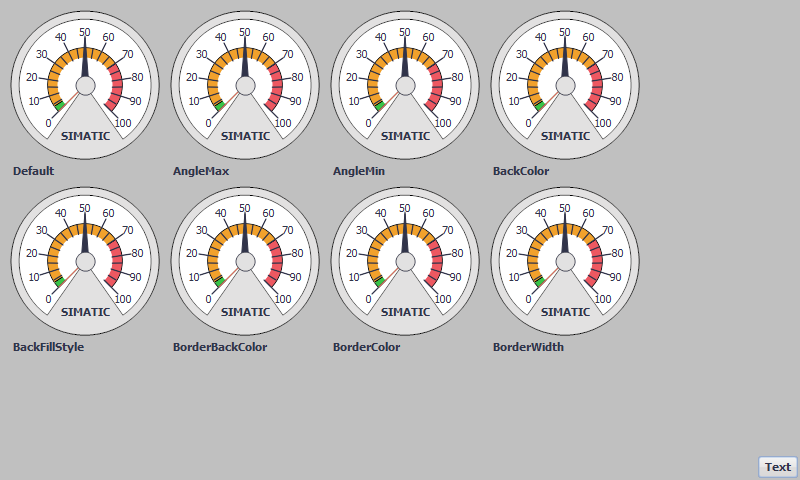 50 50 50 50
40 60 40 60 40 60 40 60
30 70 30 70 30 70 30 70
20 80 20 80 20 80 20 80
10 90 10 90 10 90 10 90
0 100 0 100 0 100 0 100
SIMATIC SIMATIC SIMATIC SIMATIC
Default AngleMax AngleMin BackColor
50 50 50 50
40 60 40 60 40 60 40 60
30 70 30 70 30 70 30 70
20 80 20 80 20 80 20 80
10 90 10 90 10 90 10 90
0 100 0 100 0 100 0 100
SIMATIC SIMATIC SIMATIC SIMATIC
BackFillStyle BorderBackColor BorderColor BorderWidth
Text